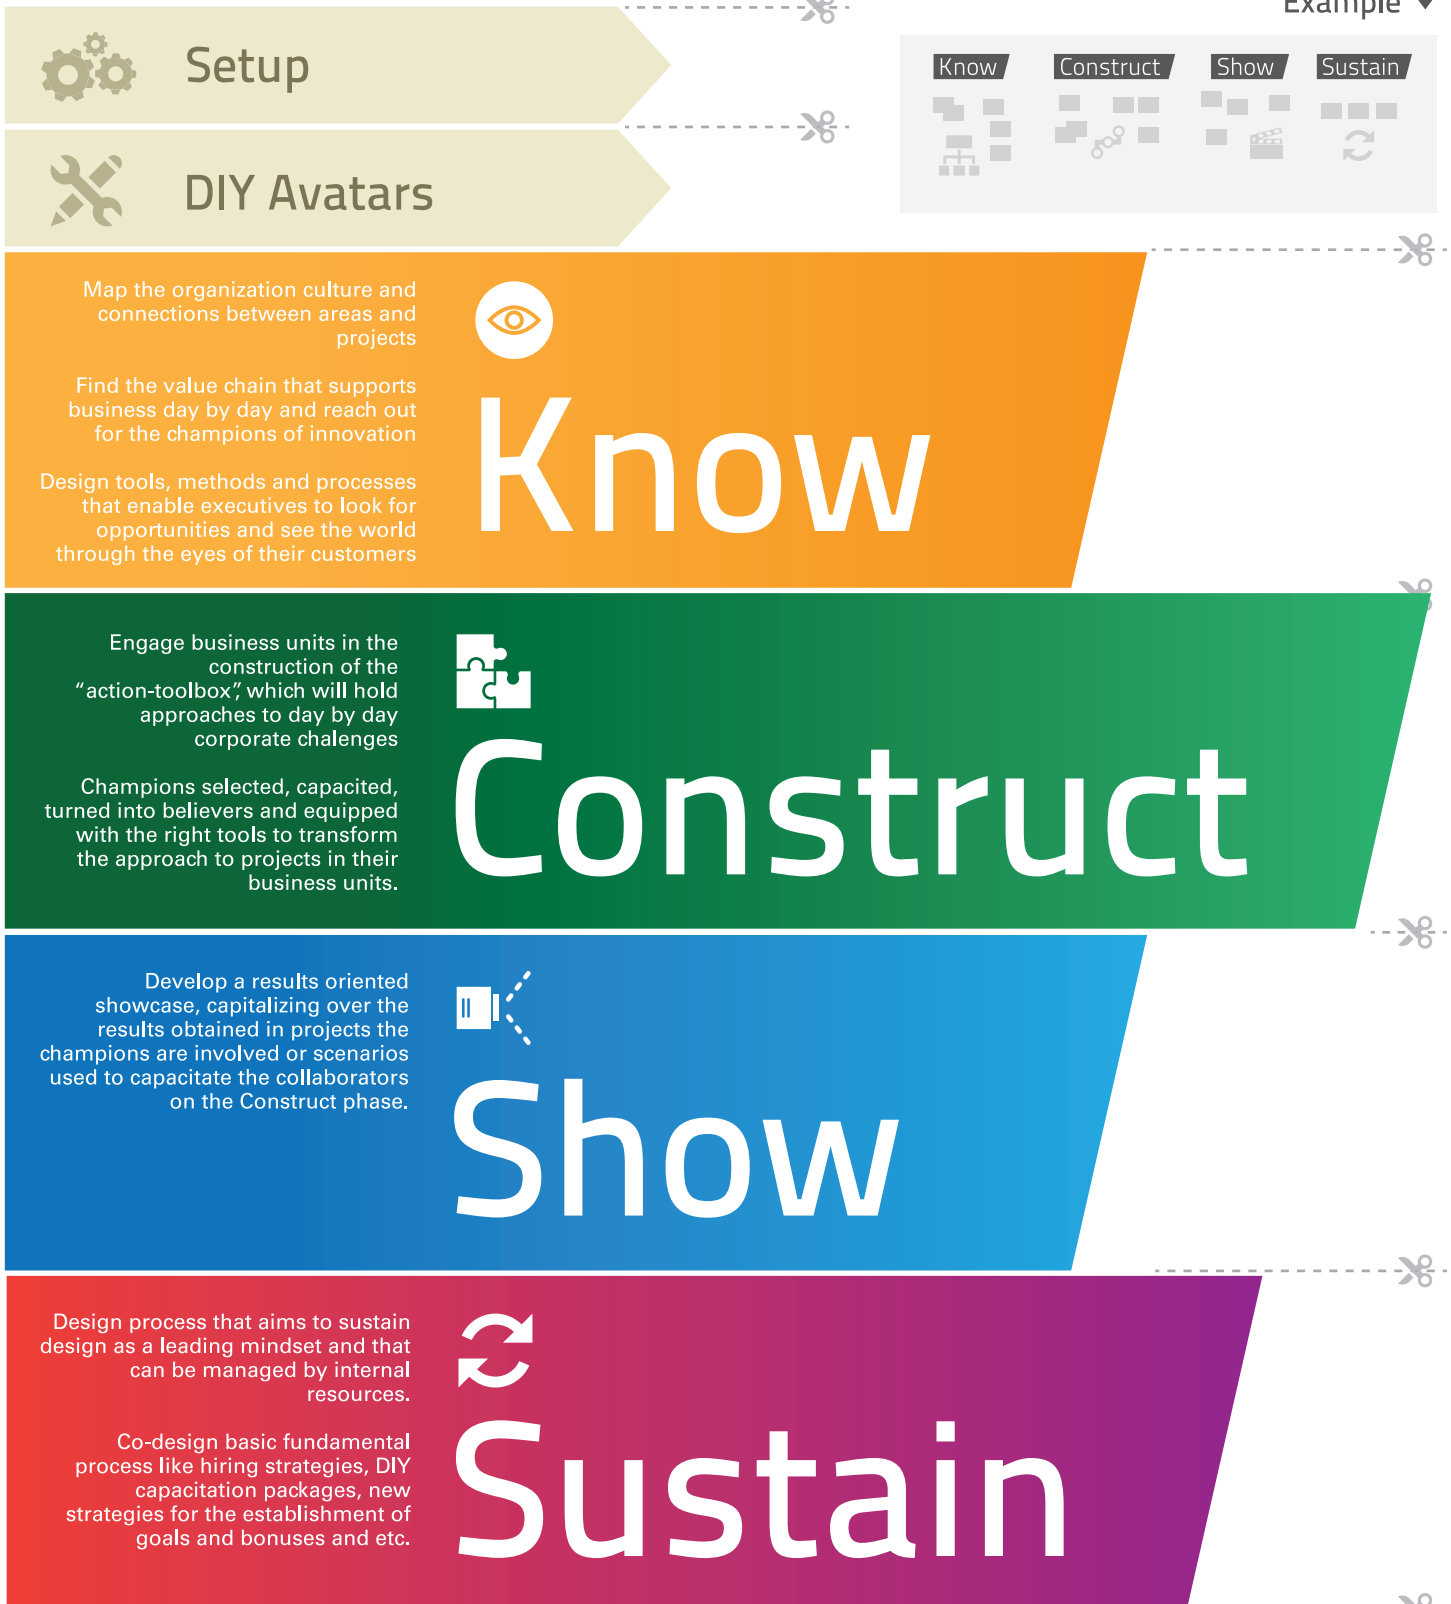 Example
Setup
Know
Construct
Show
Sustain
DIY Avatars
Map the organization culture and
connections between areas and
projects
Find the value chain that supports
business day by day and reach out
for the champions of innovation
Design tools, methods and processes
that enable executives to look for
opportunities and see the world
through the eyes of their customers
Know
Engage business units in the
construction of the
“action-toolbox”, which will hold
approaches to day by day
corporate chalenges
Champions selected, capacited,
turned into believers and equipped
with the right tools to transform
the approach to projects in their
business units.
Construct
Develop a results oriented
showcase, capitalizing over the
results obtained in projects the
champions are involved or scenarios
used to capacitate the collaborators
on the Construct phase.
Show
Design process that aims to sustain
design as a leading mindset and that
can be managed by internal
resources.
Co-design basic fundamental
process like hiring strategies, DIY
capacitation packages, new
strategies for the establishment of
goals and bonuses and etc.
Sustain